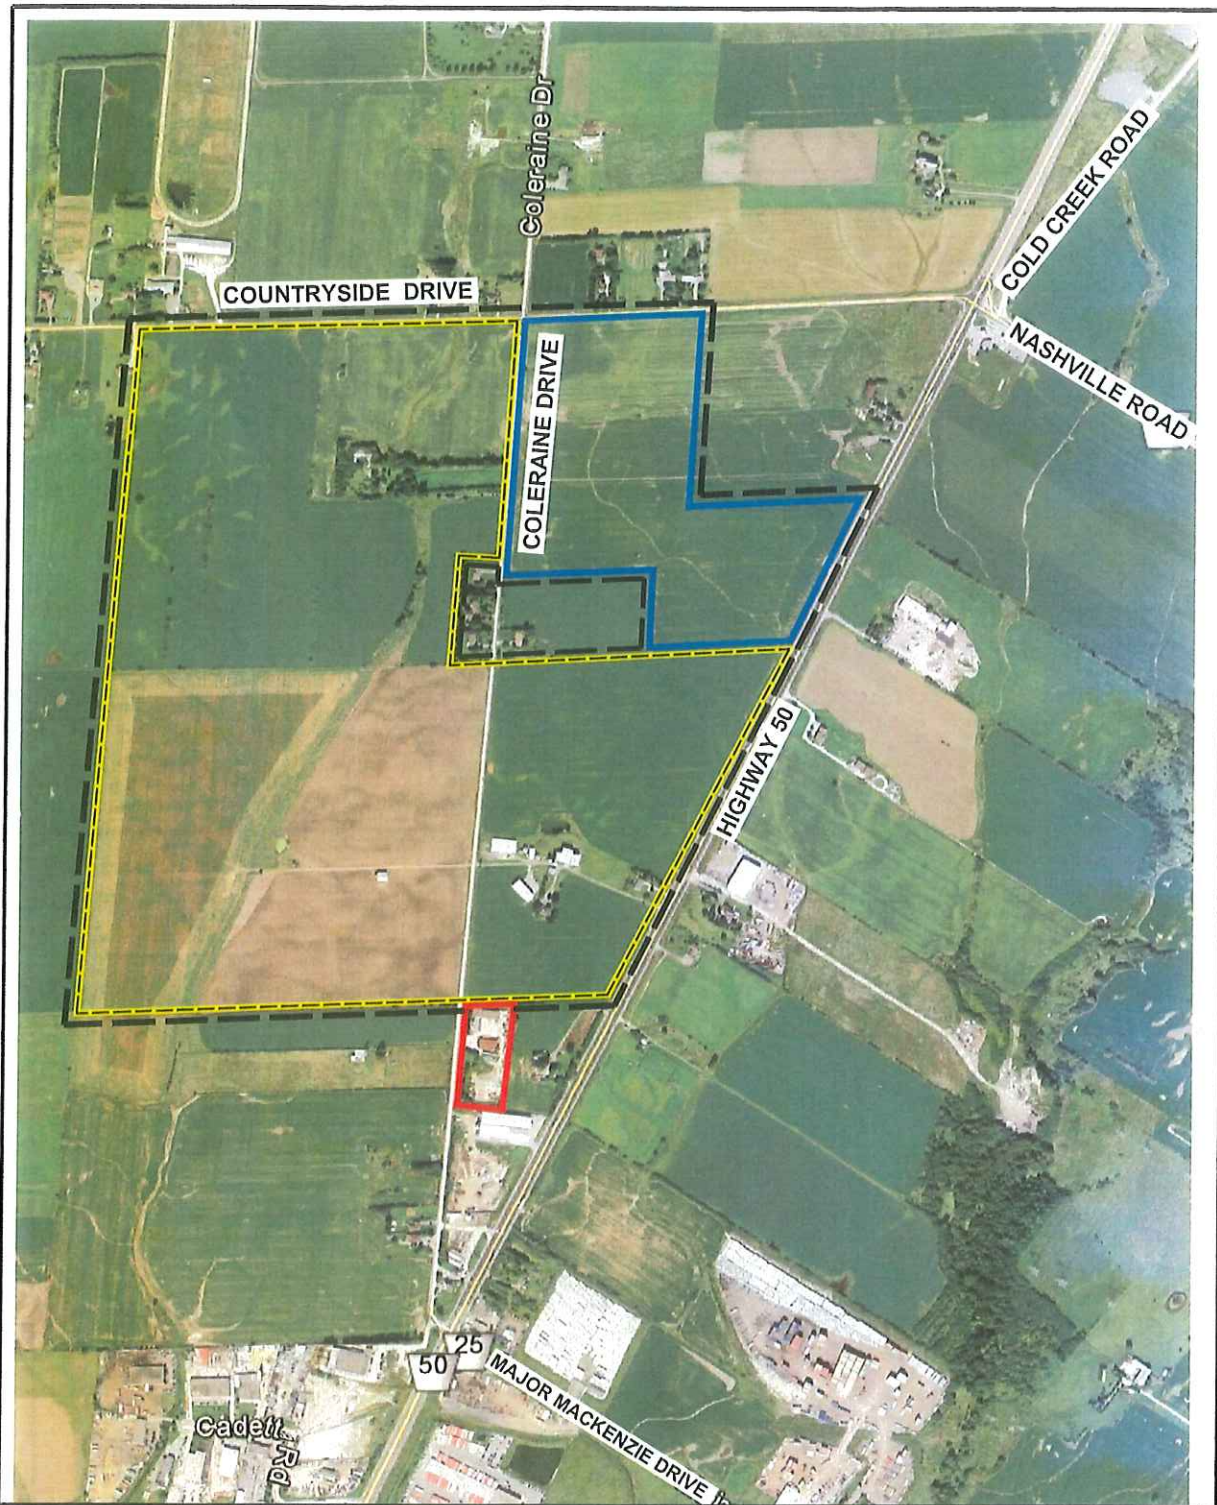 Coleraine Dr
COLD CREEK ROAD
COUNTRYSIDE DRIVE
NASHVILLE ROAD
COLERAINE DRIVE
HIGHWAY 50
25
50
MAJOR MACKENZIE DRIVE
Cadetta Rd